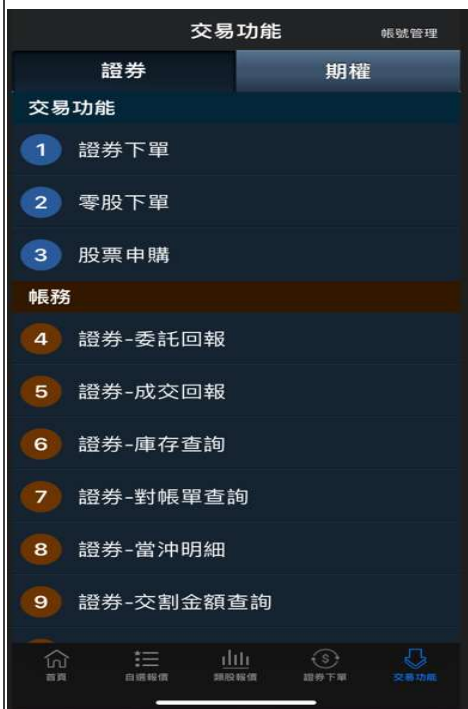 交易功能
帳號管理
證券
期權
交易功能
1 證券下單
2 零股下單
3 股票申購
帳務
4 證券-委託回報
5 證券-成交回報
6 證券-庫存查詢
7 證券-對帳單查詢
8 證券-當沖明細
9 證券-交割金額查詢
首頁 自選報價 類股報價 證券下單 交易功能